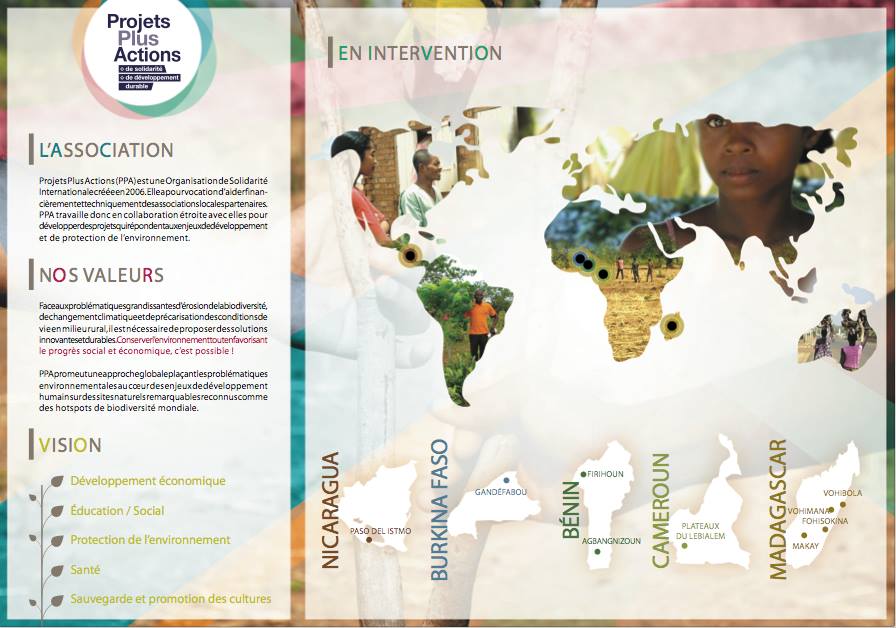 Projets
Plus
Actions
de solidarité
de développement
durable
L'ASSOCIATION
Projets Plus Actions (PPA) est une Organisation de Solidarité
Internationale créée en 2006. Elle a pour vocation d'aider finan-
cièrement et techniquement des associations locales partenaires.
PPA travaille donc en collaboration étroite avec elles pour
développer des projets qui répondent aux enjeux de développement
et de protection de l'environnement.
NOS VALEURS
Face aux problématiques grandissantes d'érosion de la biodiversité,
de changement climatique et de précarisation des conditions de
vie en milieu rural, il est nécessaire de proposer des solutions
innovantes et durables. Conserver l'environnement tout en favorisant
le progrès social et économique, c'est possible !
PPA promeut une approche globale plaçant les problématiques
environnementales au cœur des enjeux de développement
humain sur des sites naturels remarquables reconnus comme
des hotspots de biodiversité mondiale.
VISION
Développement économique
Éducation / Social
Protection de l'environnement
Santé
Sauvegarde et promotion des cultures
EN INTERVENTION
NICARAGUA
PASO DEL ISTMO
BURKINA FASO
GANDÉFABOU
BÉNIN
FIRIHOUN
AGBANGNIZOUN
CAMEROUN
PLATEAUX
DU LEBIALEM
MADAGASCAR
VOHIBOLA
VOHIMANA
FOHISOKINA
MAKAY